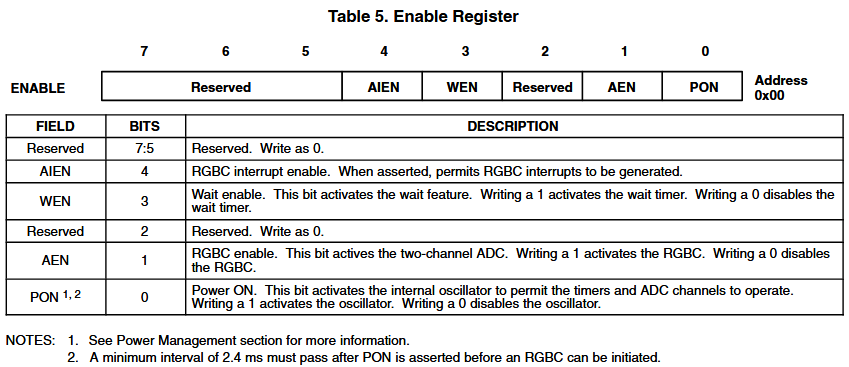 Table 5. Enable Register
7 6 5 4 3 2 1 0
ENABLE Reserved AIEN WEN Reserved AEN PON Address
0x00
FIELD BITS DESCRIPTION
Reserved 7:5 Reserved. Write as 0.
AIEN 4 RGBC interrupt enable. When asserted, permits RGBC interrupts to be generated.
WEN 3 Wait enable. This bit activates the wait feature. Writing a 1 activates the wait timer. Writing a 0 disables the
wait timer.
Reserved 2 Reserved. Write as 0.
AEN 1 RGBC enable. This bit actives the two-channel ADC. Writing a 1 activates the RGBC. Writing a 0 disables
the RGBC.
PON 1, 2 0 Power ON. This bit activates the internal oscillator to permit the timers and ADC channels to operate.
Writing a 1 activates the oscillator. Writing a 0 disables the oscillator.
NOTES: 1. See Power Management section for more information.
2. A minimum interval of 2.4 ms must pass after PON is asserted before an RGBC can be initiated.